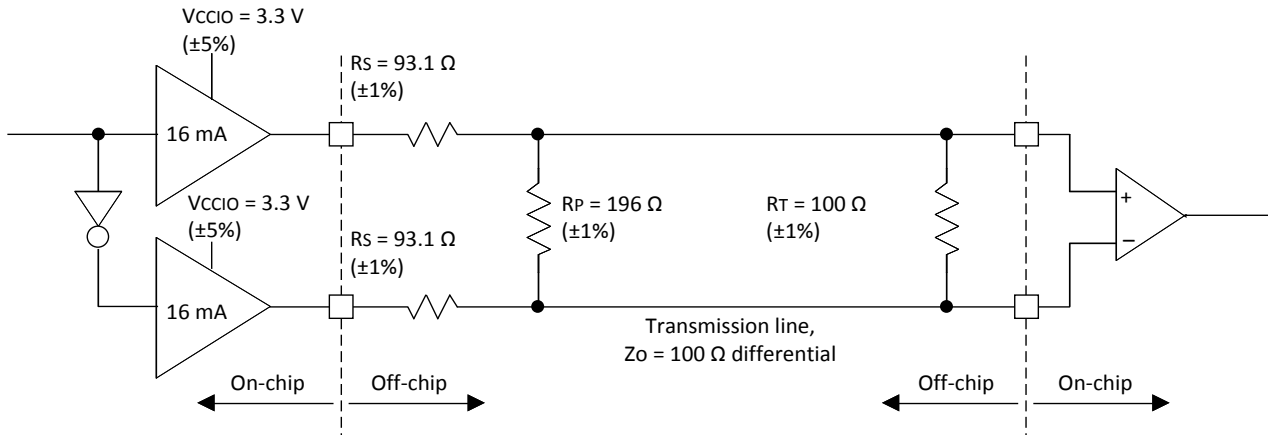 VCCIO = 3.3 V
(±5%)
RS = 93.1 Ω
(±1%)
16 mA
RP = 196 Ω
(±1%)
RT = 100 Ω
(±1%)
+
−
VCCIO = 3.3 V
(±5%)
RS = 93.1 Ω
(±1%)
16 mA
Transmission line,
Zo = 100 Ω differential
On-chip
Off-chip
Off-chip
On-chip